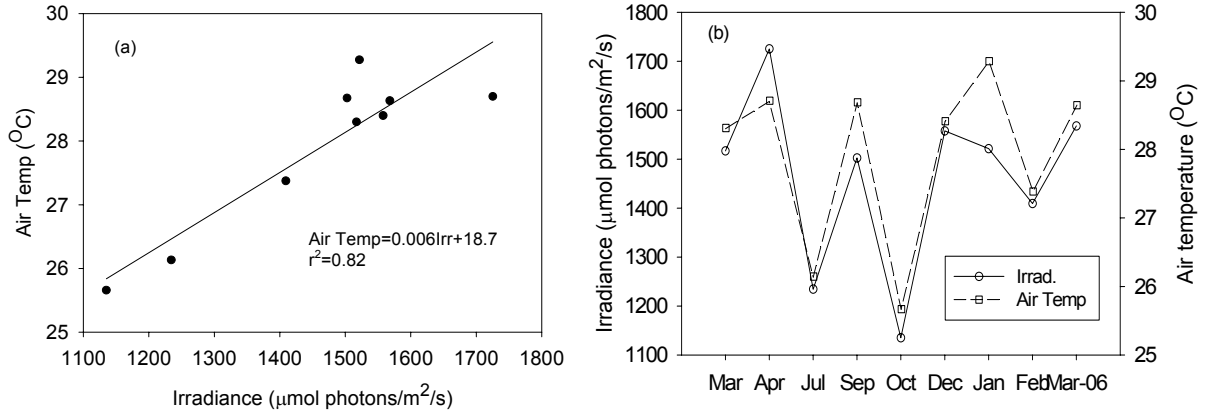 (a)
30
29
28
27
26
25
Air Temp (OC)
Air Temp=0.006Irr+18.7
r2=0.82
1100 1200 1300 1400 1500 1600 1700 1800
Irradiance (μmol photons/m2/s)
(b)
1800
1700
1600
1500
1400
1300
1200
1100
Irradiance (μmol photons/m2/s)
Irrad.
Air Temp
30
29
28
27
26
25
Air temperature (OC)
Mar Apr Jul Sep Oct Dec Jan Feb Mar-06